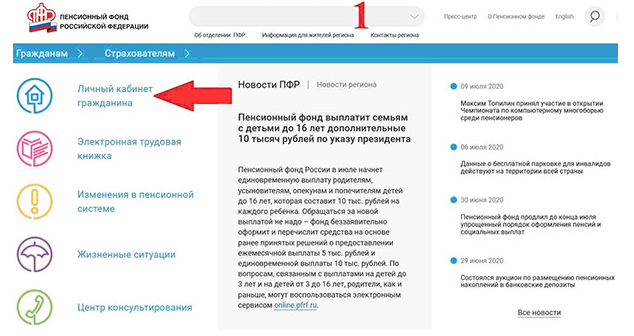 ПЕНСИОННЫЙ ФОНД
РОССИЙСКОЙ ФЕДЕРАЦИИ
1
Пресс-центр
О Пенсионном фонде
English
Об отделении ПФР
Информация для жителей региона
Контакты региона
Гражданам
Страхователям
Личный кабинет
гражданина
Электронная трудовая
книжка
Изменения в пенсионной
системе
Жизненные ситуации
Центр консультирования
Новости ПФР | Новости региона
Пенсионный фонд выплатит семьям
с детьми до 16 лет дополнительные
10 тысяч рублей по указу президента
Пенсионный фонд России в июле начнет
единовременную выплату родителям,
усыновителям, опекунам и попечителям детей
до 16 лет, которая составит 10 тыс. рублей на
каждого ребенка. Обращаться за новой
выплатой не надо – фонд беззаявительно
оформит и перечислит средства на основе
ранее принятых решений о предоставлении
ежемесячной выплаты 5 тыс. рублей и
единовременной выплаты 10 тыс. рублей. По
вопросам, связанным с выплатами на детей до
3 лет и на детей от 3 до 16 лет, родители, как и
раньше, могут воспользоваться электронным
сервисом online.pfrf.ru.
09 июля 2020
Максим Топилин принял участие в открытии
Чемпионата по компьютерному многоборью
среди пенсионеров
06 июля 2020
Данные о бесплатной парковке для инвалидов
действуют на территории всей страны
30 июня 2020
Пенсионный фонд продлил до конца июля
упрощенный порядок оформления пенсий и
социальных выплат
29 июня 2020
Состоялся аукцион по размещению пенсионных
накоплений в банковские депозиты
Все новости